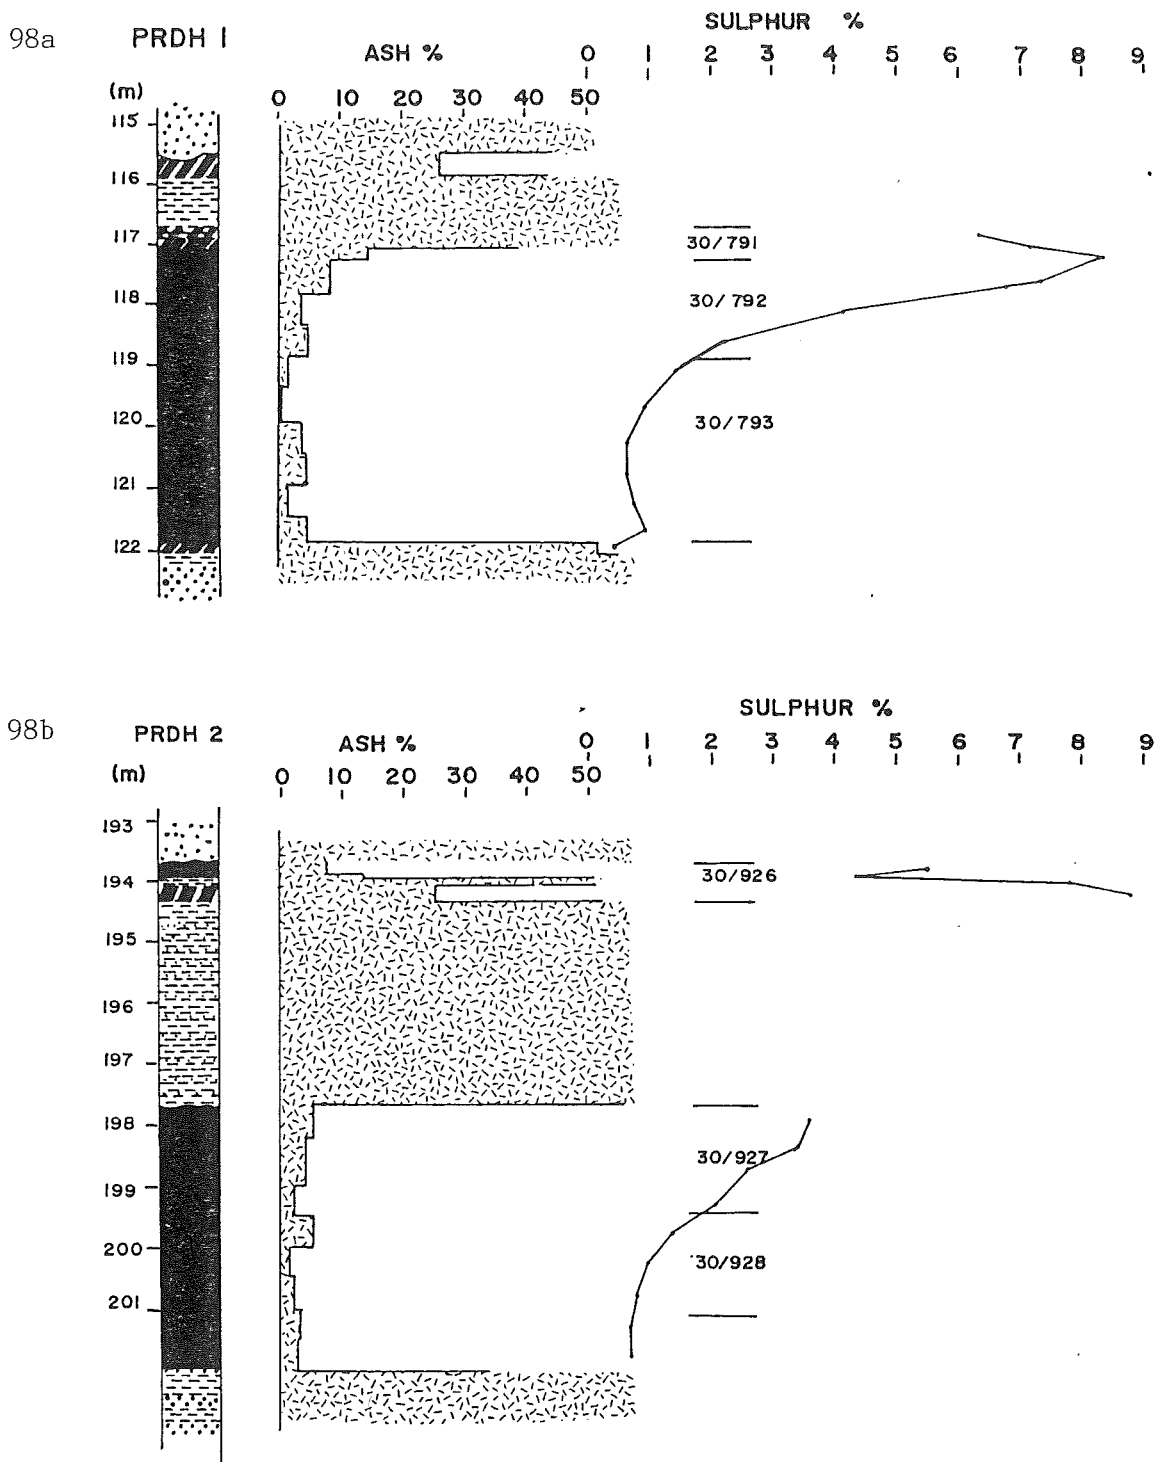 98a
PRDH 1
SULPHUR %
ASH %
0 1 2 3 4 5 6 7 8 9
(m)
0 10 20 30 40 50
115
116
117
118
119
120
121
122
30/791
30/792
30/793
98b
PRDH 2
SULPHUR %
ASH %
0 1 2 3 4 5 6 7 8 9
(m)
0 10 20 30 40 50
193
194
195
196
197
198
199
200
201
30/926
30/927
30/928